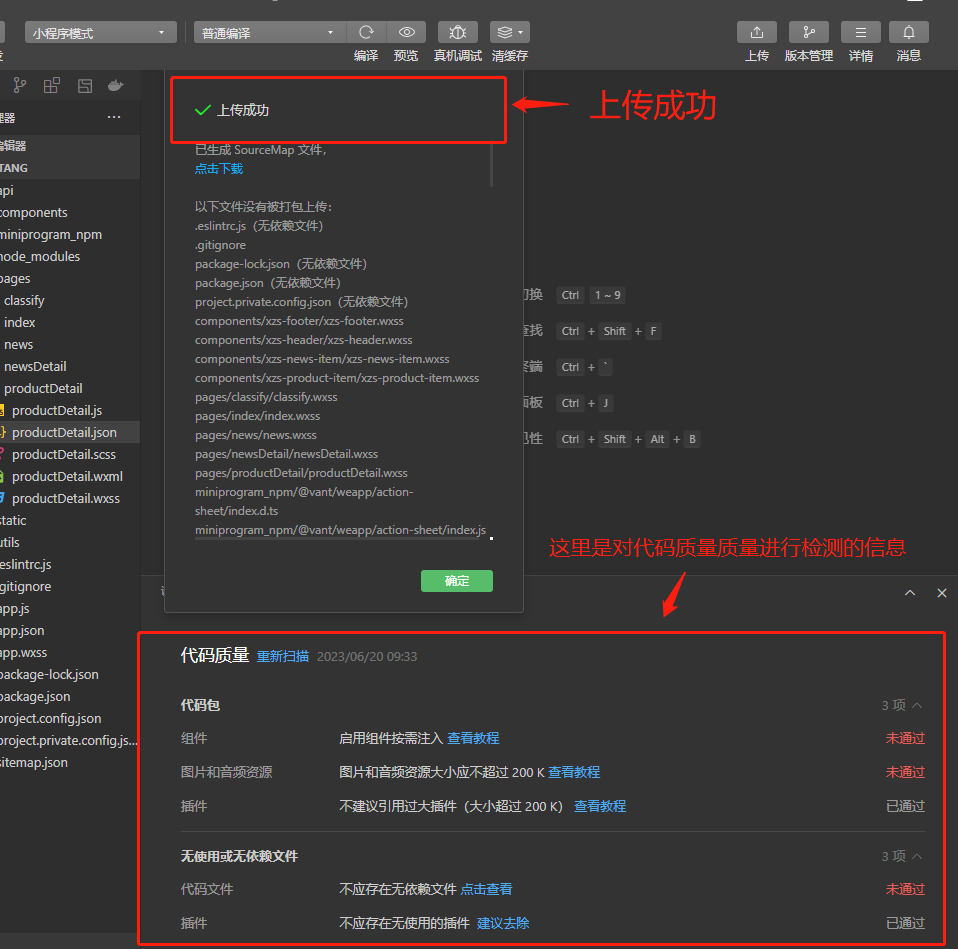 小程序模式
普通编译
编译
预览
真机调试
清缓存
上传
版本管理
详情
消息
上传成功
上传成功
已生成 SourceMap 文件，
点击下载
以下文件没有被打包上传：
.eslintrc.js（无依赖文件）
.gitignore
package-lock.json（无依赖文件）
package.json（无依赖文件）
project.private.config.json（无依赖文件）
components/xzs-footer/xzs-footer.wxss
components/xzs-header/xzs-header.wxss
components/xzs-news-item/xzs-news-item.wxss
components/xzs-product-item/xzs-product-item.wxss
pages/classify/classify.wxss
pages/index/index.wxss
pages/news/news.wxss
pages/newsDetail/newsDetail.wxss
pages/productDetail/productDetail.wxss
miniprogram_npm/@vant/weapp/action-
sheet/index.d.ts
miniprogram_npm/@vant/weapp/action-sheet/index.js
确定
理器
编辑器
TANG
api
components
miniprogram_npm
node_modules
pages
classify
index
news
newsDetail
productDetail
productDetail.js
productDetail.json
productDetail.scss
productDetail.wxml
productDetail.wxss
static
utils
.eslintrc.js
.gitignore
app.js
app.json
app.wxss
package-lock.json
package.json
project.config.json
project.private.config.js...
sitemap.json
切换 Ctrl 1 ~ 9
查找 Ctrl + Shift + F
终端 Ctrl + `
面板 Ctrl + J
见性 Ctrl + Shift + Alt + B
这里是对代码质量质量进行检测的信息
代码质量 重新扫描 2023/06/20 09:33
代码包 3 项
组件 启用组件按需注入 查看教程 未通过
图片和音频资源 图片和音频资源大小应不超过 200 K 查看教程 未通过
插件 不建议引用过大插件（大小超过 200 K） 查看教程 已通过
无使用或无依赖文件 3 项
代码文件 不应存在无依赖文件 点击查看 未通过
插件 不应存在无使用的插件 建议去除 已通过